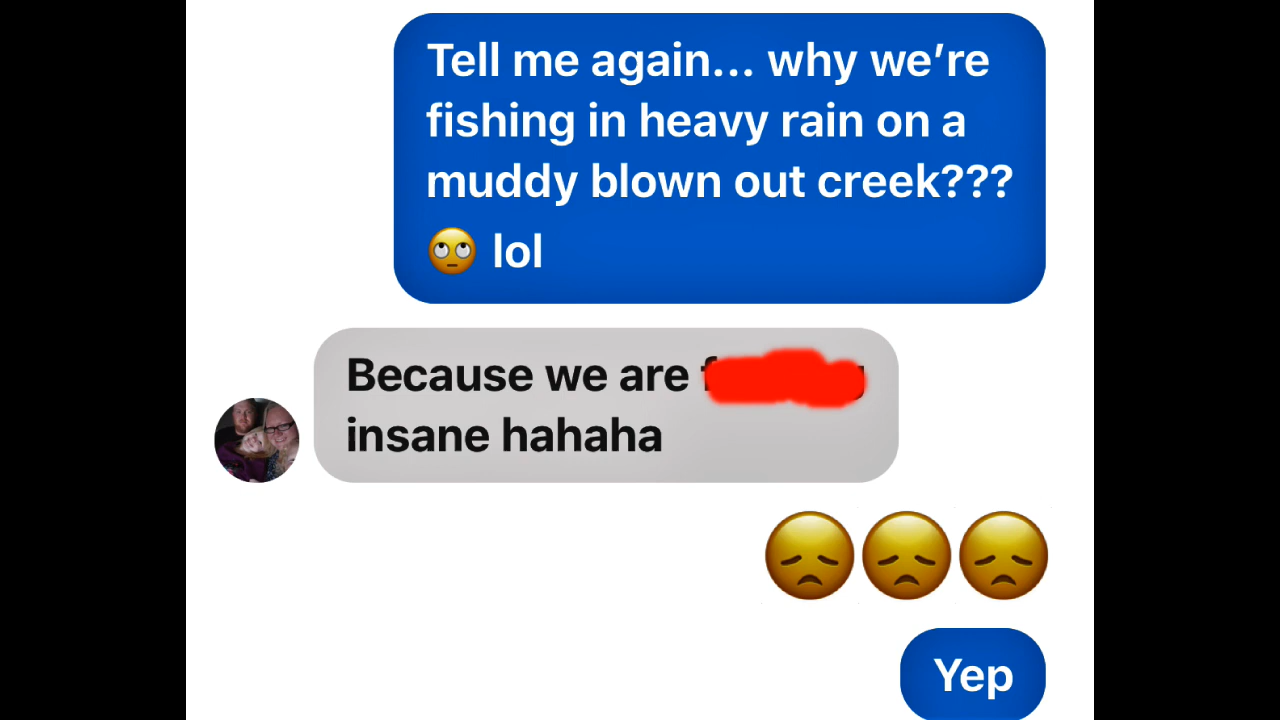 Tell me again... why we’re
fishing in heavy rain on a
muddy blown out creek???
🙄 lol
Because we are
insane hahaha
😞😞😞
Yep